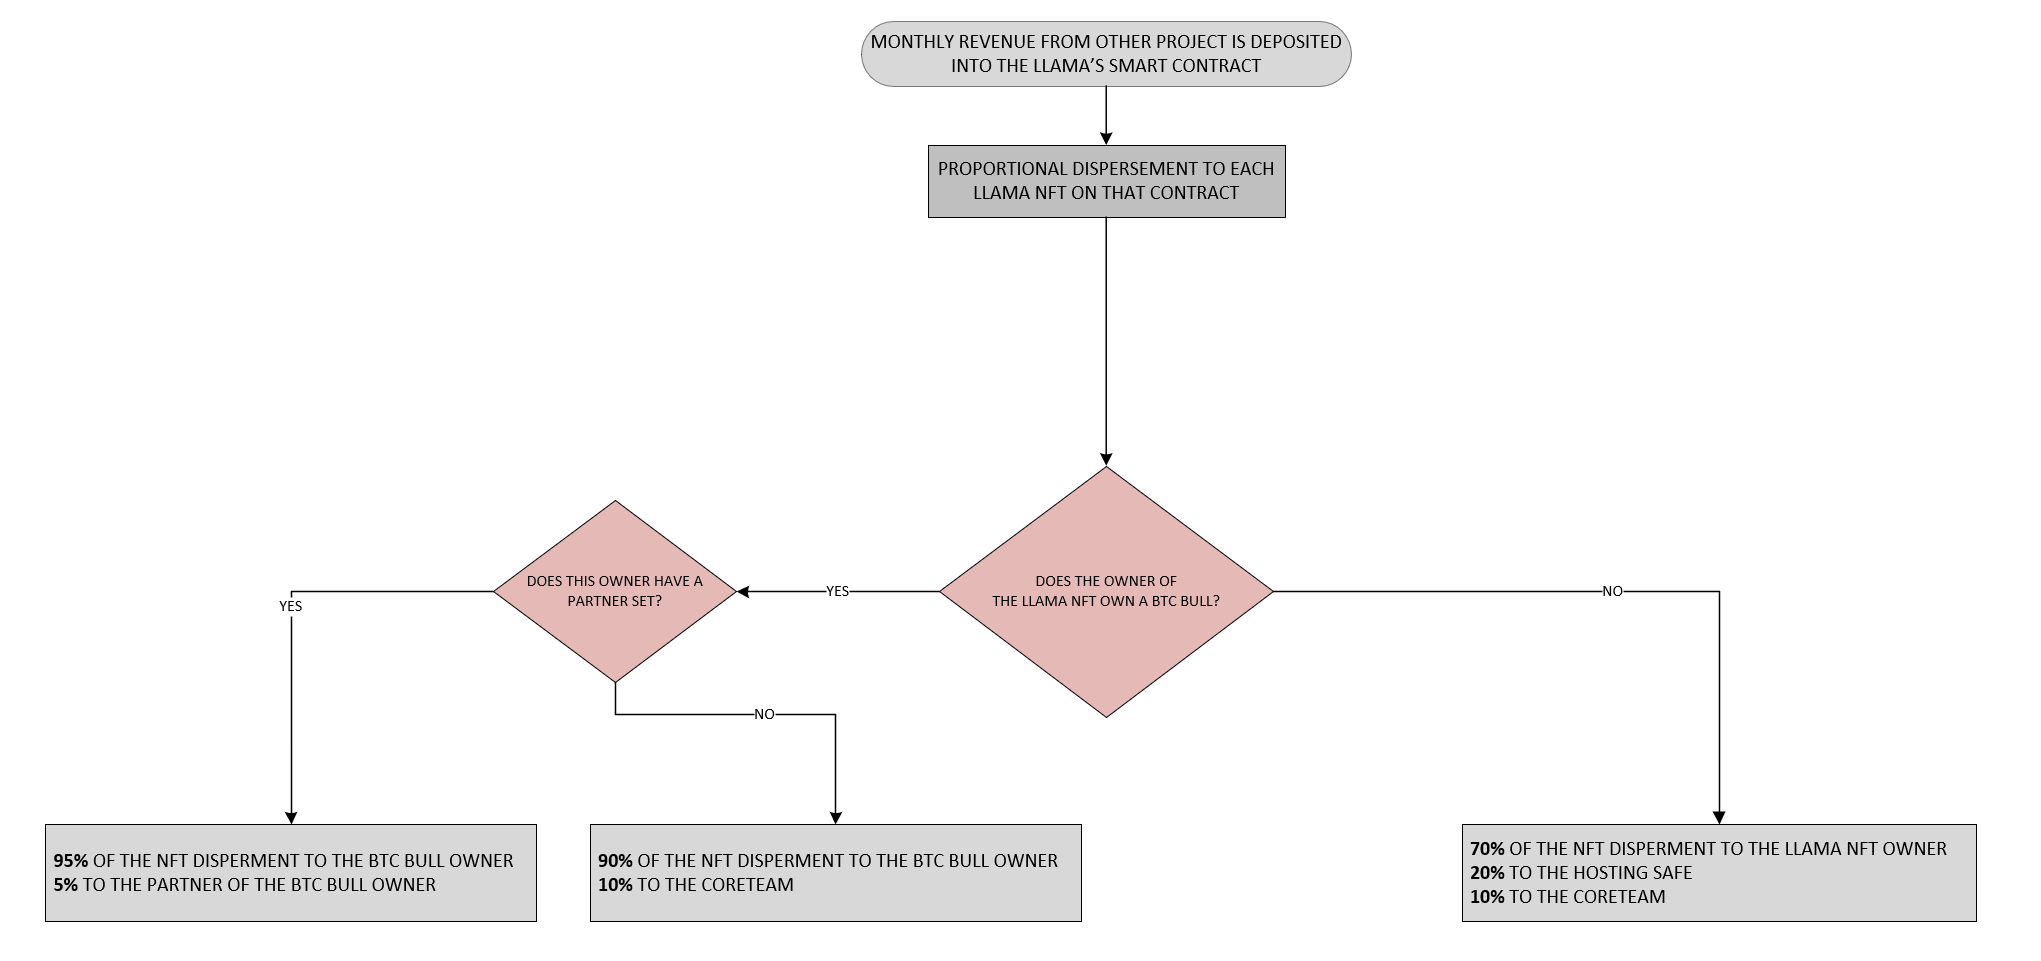 MONTHLY REVENUE FROM OTHER PROJECT IS DEPOSITED
INTO THE LLAMA’S SMART CONTRACT
PROPORTIONAL DISPERSEMENT TO EACH
LLAMA NFT ON THAT CONTRACT
DOES THIS OWNER HAVE A
PARTNER SET?
YES
DOES THE OWNER OF
THE LLAMA NFT OWN A BTC BULL?
NO
YES
NO
95% OF THE NFT DISPERMENT TO THE BTC BULL OWNER
5% TO THE PARTNER OF THE BTC BULL OWNER
90% OF THE NFT DISPERMENT TO THE BTC BULL OWNER
10% TO THE CORETEAM
70% OF THE NFT DISPERMENT TO THE LLAMA NFT OWNER
20% TO THE HOSTING SAFE
10% TO THE CORETEAM